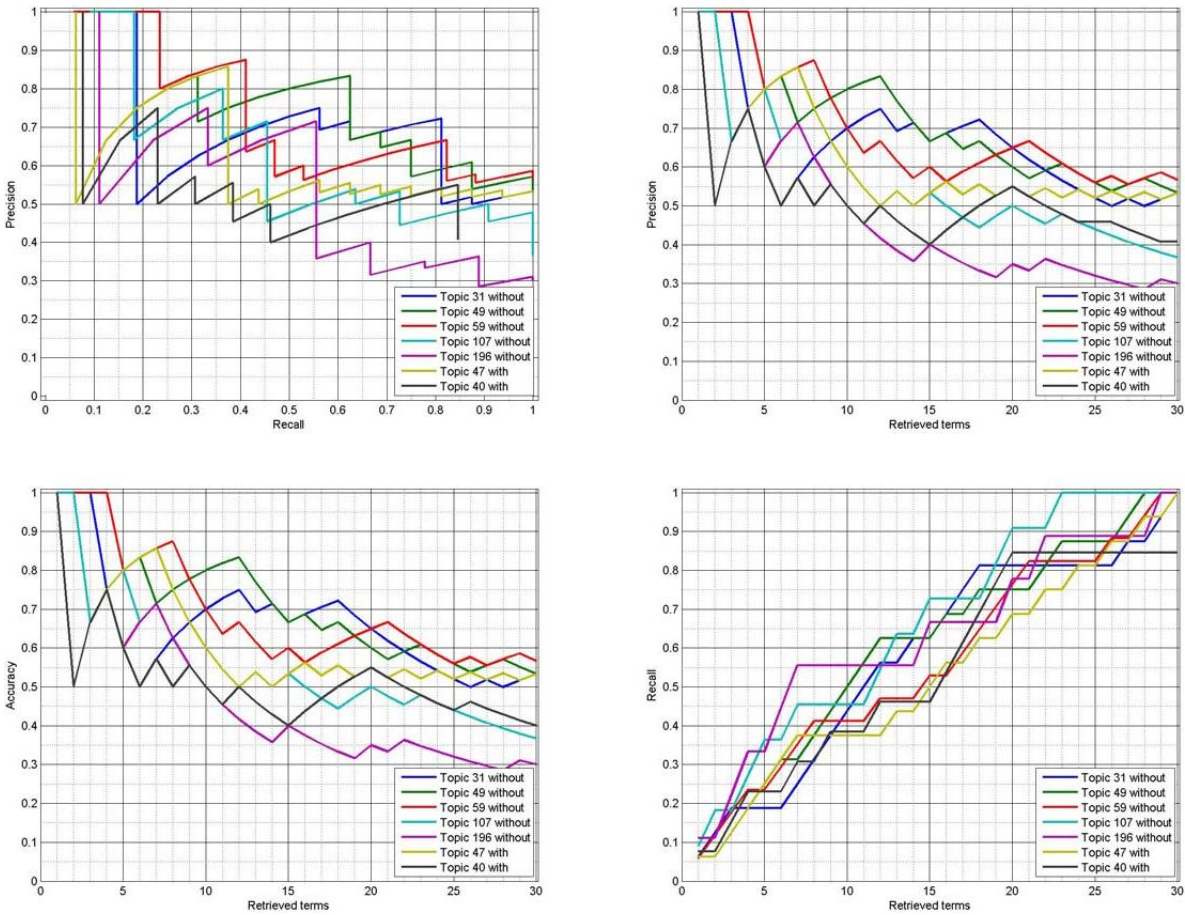 1
0.9
0.8
0.7
0.6
0.5
0.4
0.3
0.2
0.1
0
Precision
0 0.1 0.2 0.3 0.4 0.5 0.6 0.7 0.8 0.9 1
Recall
Topic 31 without
Topic 49 without
Topic 59 without
Topic 107 without
Topic 196 without
Topic 47 with
Topic 40 with
1
0.9
0.8
0.7
0.6
0.5
0.4
0.3
0.2
0.1
0
Precision
0 5 10 15 20 25 30
Retrieved terms
Topic 31 without
Topic 49 without
Topic 59 without
Topic 107 without
Topic 196 without
Topic 47 with
Topic 40 with
1
0.9
0.8
0.7
0.6
0.5
0.4
0.3
0.2
0.1
0
Accuracy
0 5 10 15 20 25 30
Retrieved terms
Topic 31 without
Topic 49 without
Topic 59 without
Topic 107 without
Topic 196 without
Topic 47 with
Topic 40 with
1
0.9
0.8
0.7
0.6
0.5
0.4
0.3
0.2
0.1
0
Recall
0 5 10 15 20 25 30
Retrieved terms
Topic 31 without
Topic 49 without
Topic 59 without
Topic 107 without
Topic 196 without
Topic 47 with
Topic 40 with